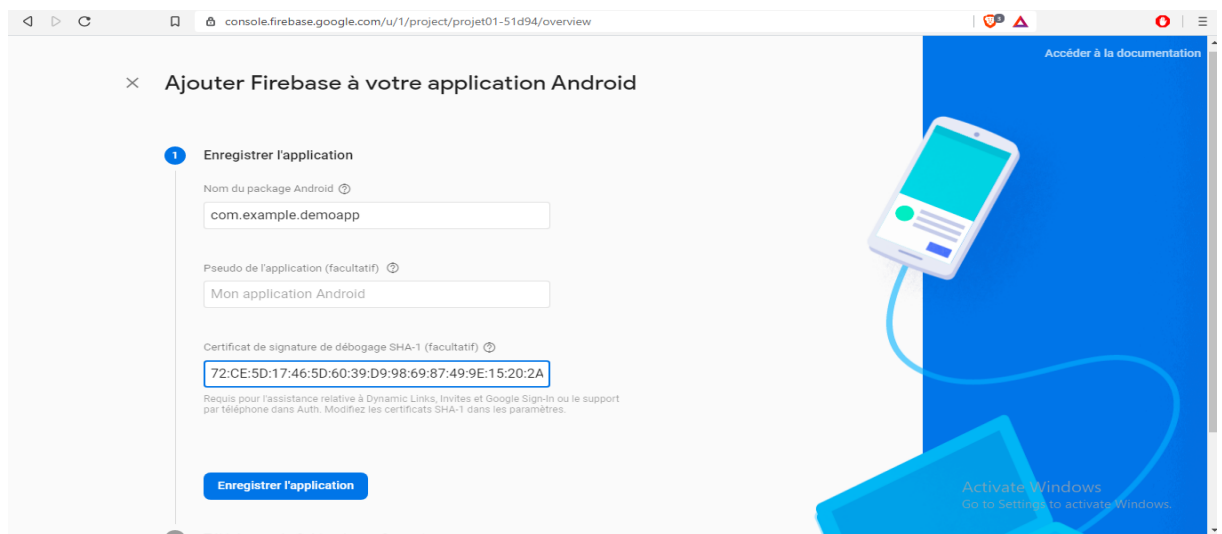 console.firebase.google.com/u/1/project/projet01-51d94/overview
Accéder à la documentation
Ajouter Firebase à votre application Android
1 Enregistrer l'application
Nom du package Android
com.example.demoapp
Pseudo de l'application (facultatif)
Mon application Android
Certificat de signature de débogage SHA-1 (facultatif)
72:CE:5D:17:46:5D:60:39:D9:98:69:87:49:9E:15:20:2A
Requis pour l'assistance relative à Dynamic Links, Invites et Google Sign-In ou le support
par téléphone dans Auth. Modifiez les certificats SHA-1 dans les paramètres.
Enregistrer l'application
Activate Windows
Go to Settings to activate Windows.